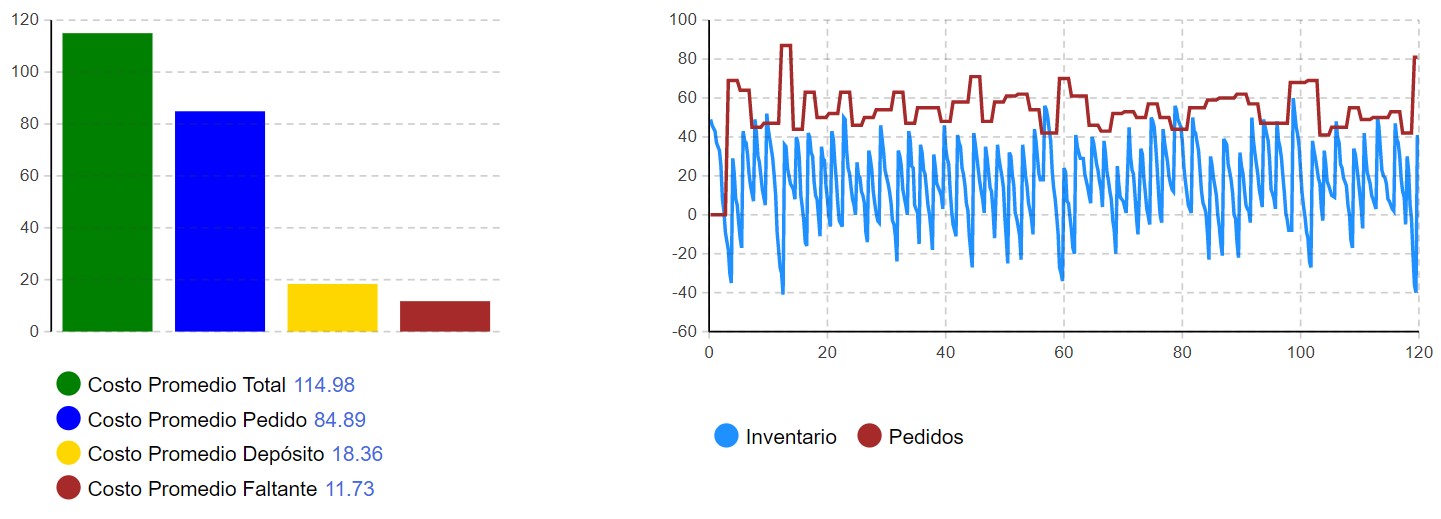 120
100
80
60
40
20
0
Costo Promedio Total 114.98
Costo Promedio Pedido 84.89
Costo Promedio Depósito 18.36
Costo Promedio Faltante 11.73
100
80
60
40
20
0
-20
-40
-60
0 20 40 60 80 100 120
Inventario Pedidos